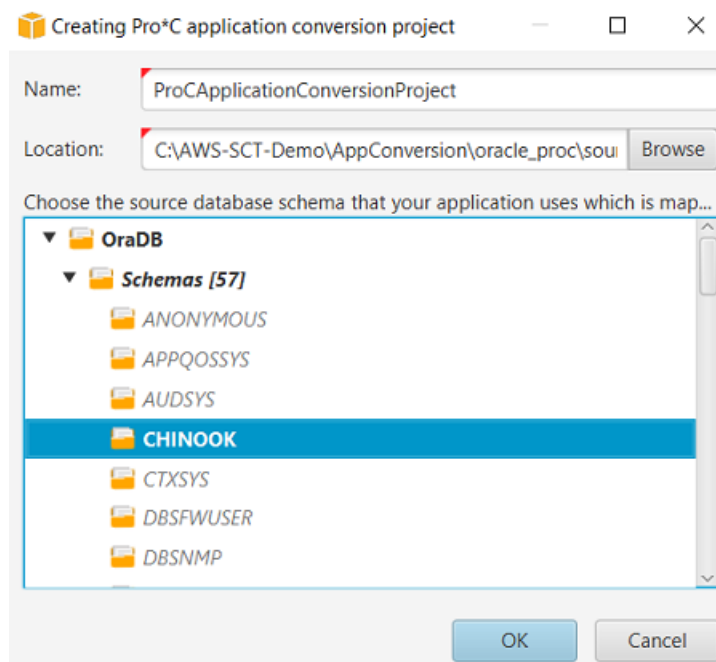 Creating Pro*C application conversion project
Name: ProCApplicationConversionProject
Location: C:\AWS-SCT-Demo\AppConversion\oracle_proc\sour Browse
Choose the source database schema that your application uses which is map...
OraDB
Schemas [57]
ANONYMOUS
APPQOSSYS
AUDSYS
CHINOOK
CTXSYS
DBSFWUSER
DBSNMP
OK Cancel